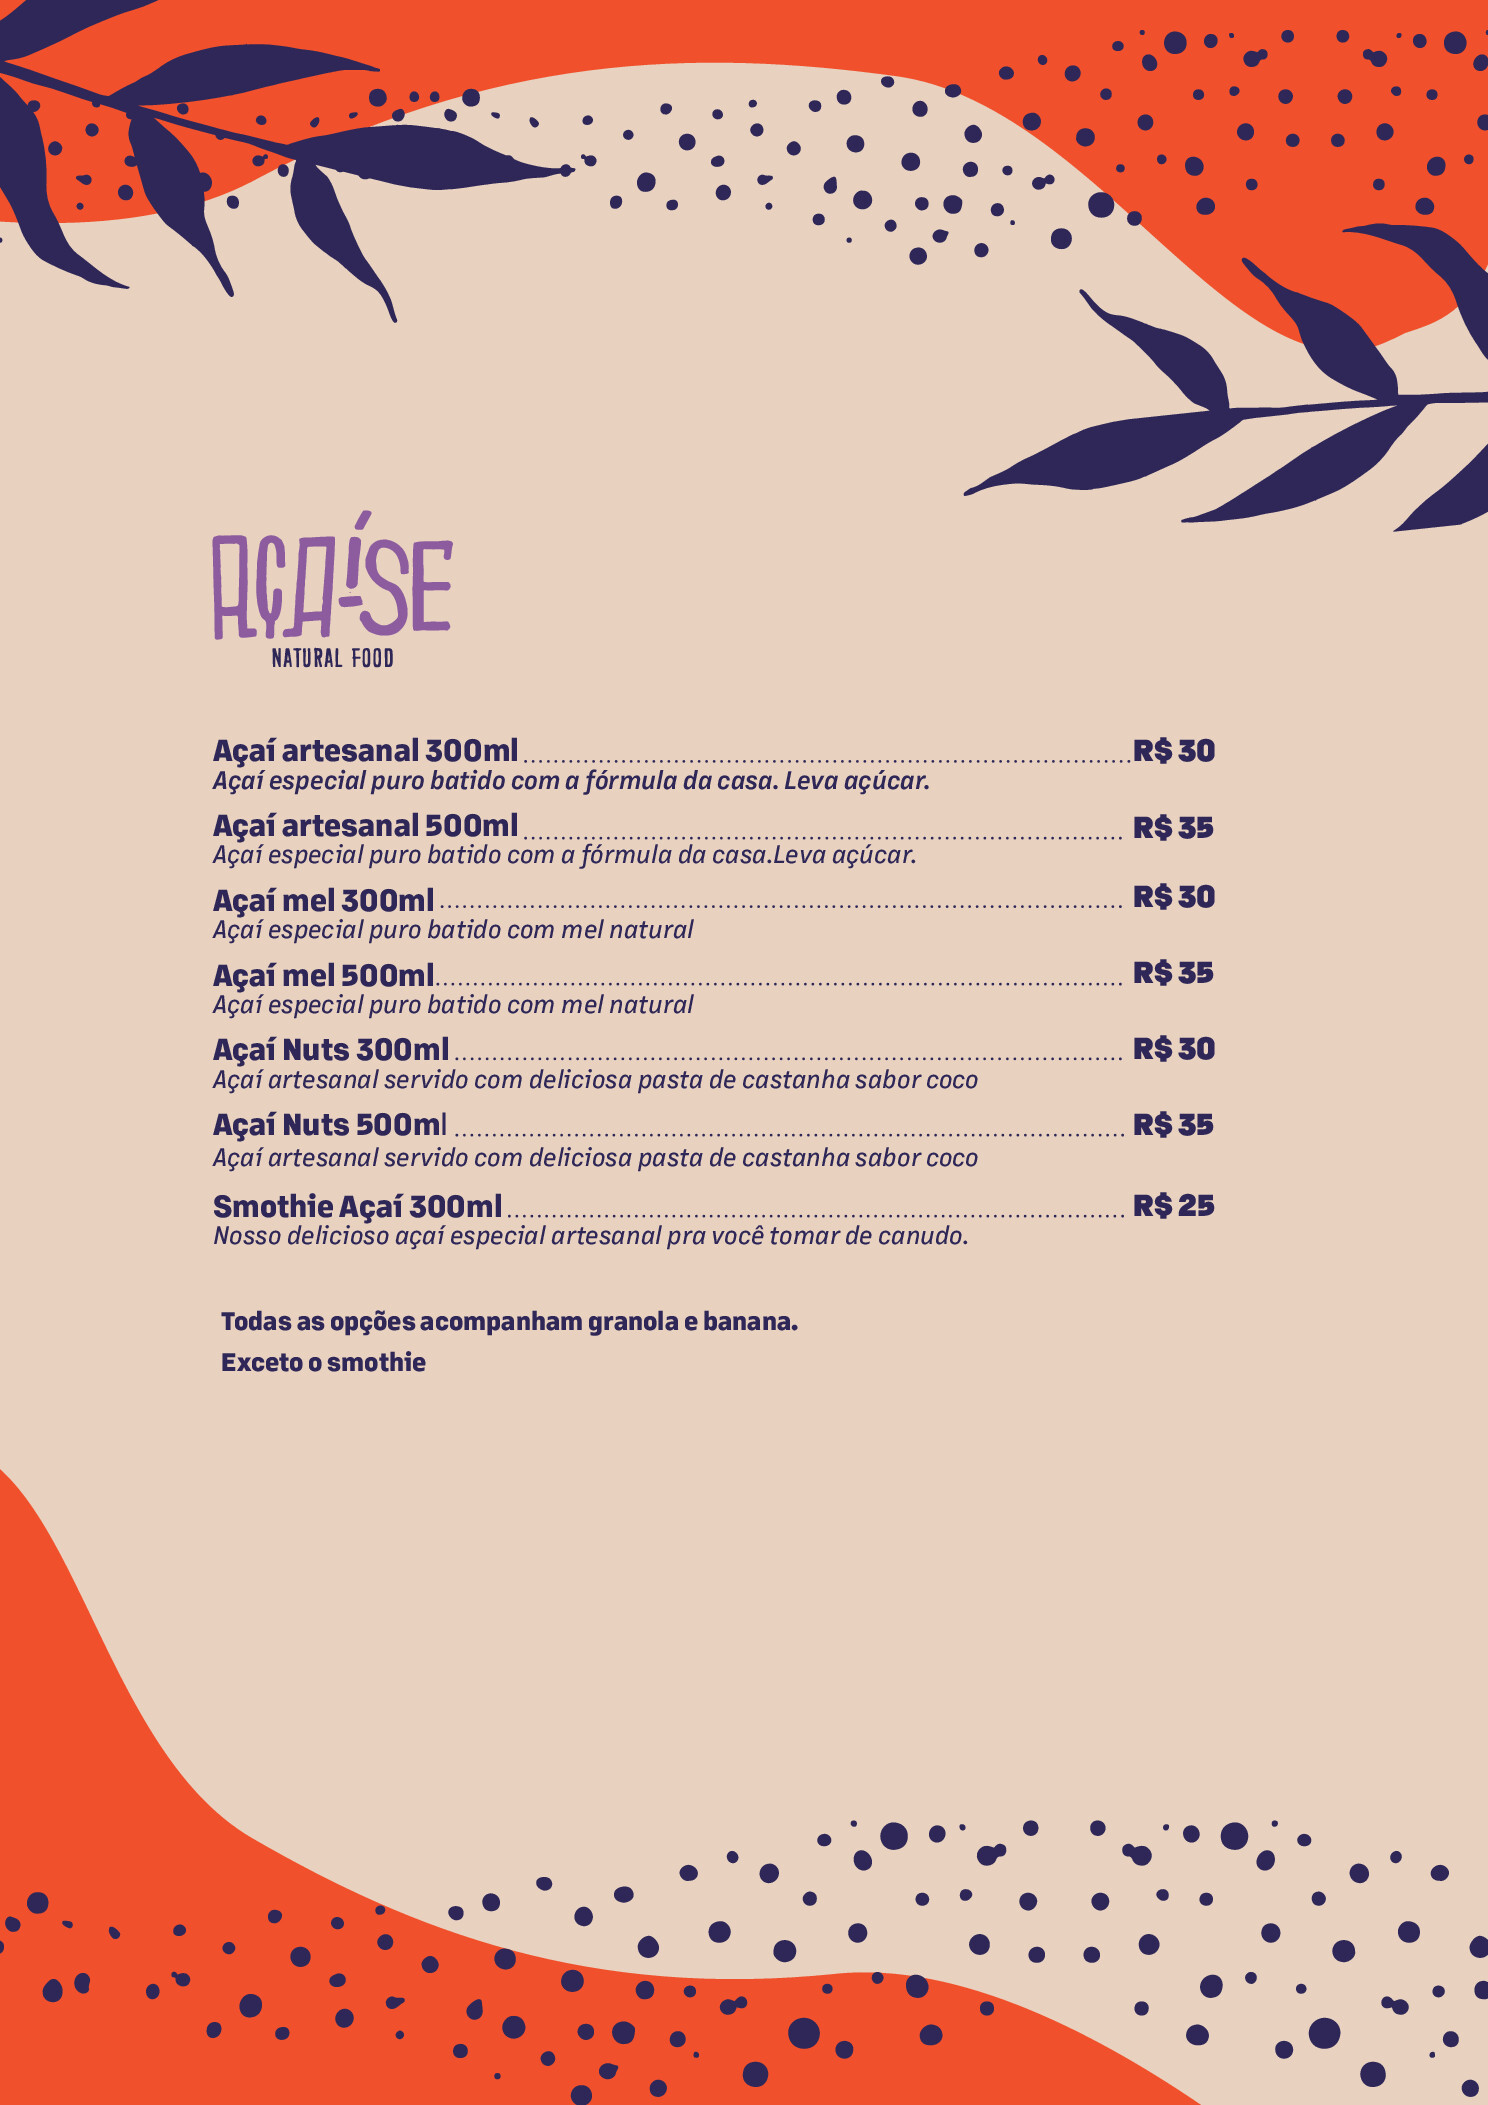 AÇAÍSE
NATURAL FOOD
Açaí artesanal 300ml ........ R$ 30
Açaí especial puro batido com a fórmula da casa. Leva açúcar.
Açaí artesanal 500ml ........ R$ 35
Açaí especial puro batido com a fórmula da casa.Leva açúcar.
Açaí mel 300ml ........ R$ 30
Açaí especial puro batido com mel natural
Açaí mel 500ml ........ R$ 35
Açaí especial puro batido com mel natural
Açaí Nuts 300ml ........ R$ 30
Açaí artesanal servido com deliciosa pasta de castanha sabor coco
Açaí Nuts 500ml ........ R$ 35
Açaí artesanal servido com deliciosa pasta de castanha sabor coco
Smothie Açaí 300ml ........ R$ 25
Nosso delicioso açaí especial artesanal pra você tomar de canudo.
Todas as opções acompanham granola e banana.
Exceto o smothie